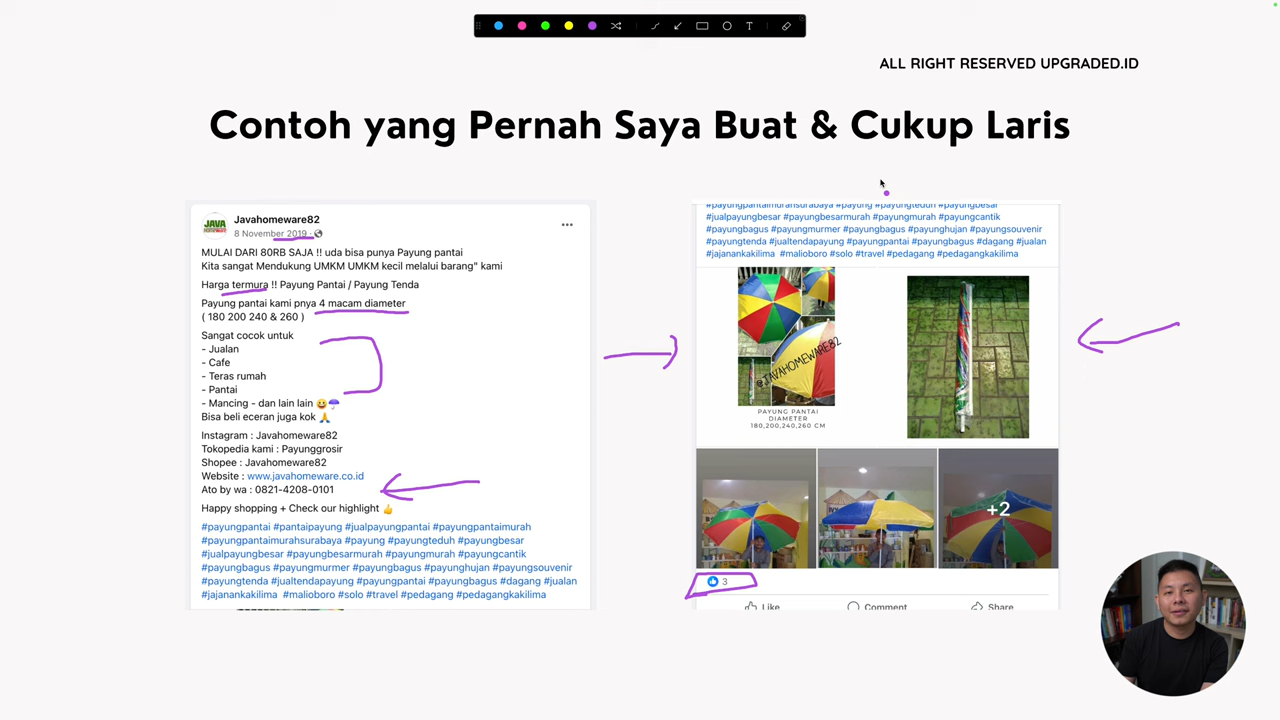 T
ALL RIGHT RESERVED UPGRADED.ID
Contoh yang Pernah Saya Buat & Cukup Laris
JAVA
Javahomeware82
8 November 2019 ·
MULAI DARI 80RB SAJA !! uda bisa punya Payung pantai
Kita sangat Mendukung UMKM UMKM kecil melalui barang" kami
Harga termura !! Payung Pantai / Payung Tenda
Payung pantai kami pnya 4 macam diameter
( 180 200 240 & 260 )
Sangat cocok untuk
- Jualan
- Cafe
- Teras rumah
- Pantai
- Mancing - dan lain lain 😃☂️
Bisa beli eceran juga kok 🙏
Instagram : Javahomeware82
Tokopedia kami : Payunggrosir
Shopee : Javahomeware82
Website : www.javahomeware.co.id
Ato by wa : 0821-4208-0101
Happy shopping + Check our highlight 👍
#payungpantai #pantaipayung #jualpayungpantai #payungpantaimurah
#payungpantaimurahsurabaya #payung #payungteduh #payungbesar
#jualpayungbesar #payungbesarmurah #payungmurah #payungcantik
#payungbagus #payungmurmer #payungbagus #payunghujan #payungsouvenir
#payungtenda #jualtendapayung #payungpantai #payungbagus #dagang #jualan
#jajanankakilima #malioboro #solo #travel #pedagang #pedagangkakilima
#payungpantaimurahsurabaya #payung #payungteduh #payungbesar
#jualpayungbesar #payungbesarmurah #payungmurah #payungcantik
#payungbagus #payungmurmer #payungbagus #payunghujan #payungsouvenir
#payungtenda #jualtendapayung #payungpantai #payungbagus #dagang #jualan
#jajanankakilima #malioboro #solo #travel #pedagang #pedagangkakilima
@JAVAHOMEWARE82
PAYUNG PANTAI
DIAMETER
180,200,240,260 CM
+2
3
Like
Comment
Share